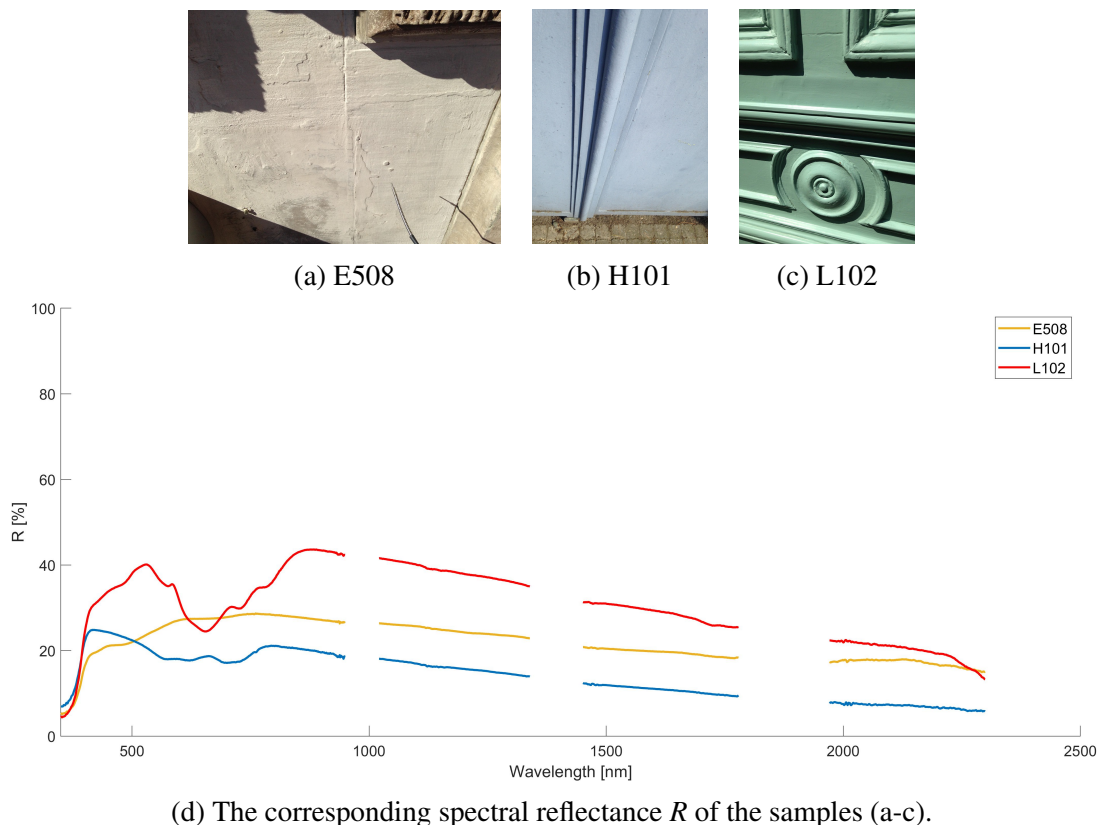 (a) E508
(b) H101
(c) L102
100
80
60
40
20
0
R [%]
E508
H101
L102
500
1000
1500
2000
2500
Wavelength [nm]
(d) The corresponding spectral reflectance R of the samples (a-c).